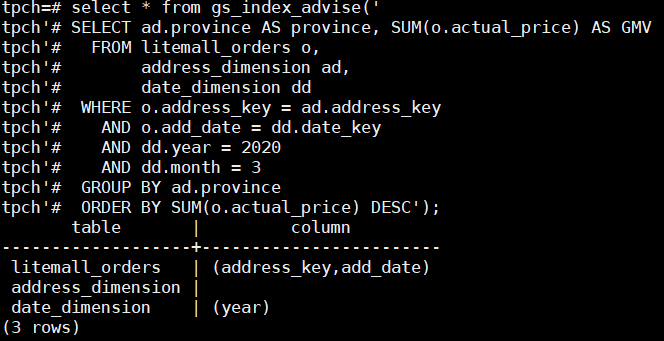 tpch=# select * from gs_index_advise('
tpch'# SELECT ad.province AS province, SUM(o.actual_price) AS GMV
tpch'#   FROM litemall_orders o,
tpch'#        address_dimension ad,
tpch'#        date_dimension dd
tpch'#  WHERE o.address_key = ad.address_key
tpch'#    AND o.add_date = dd.date_key
tpch'#    AND dd.year = 2020
tpch'#    AND dd.month = 3
tpch'#  GROUP BY ad.province
tpch'#  ORDER BY SUM(o.actual_price) DESC');
       table       |         column
-------------------+------------------------
 litemall_orders   | (address_key,add_date)
 address_dimension |
 date_dimension    | (year)
(3 rows)